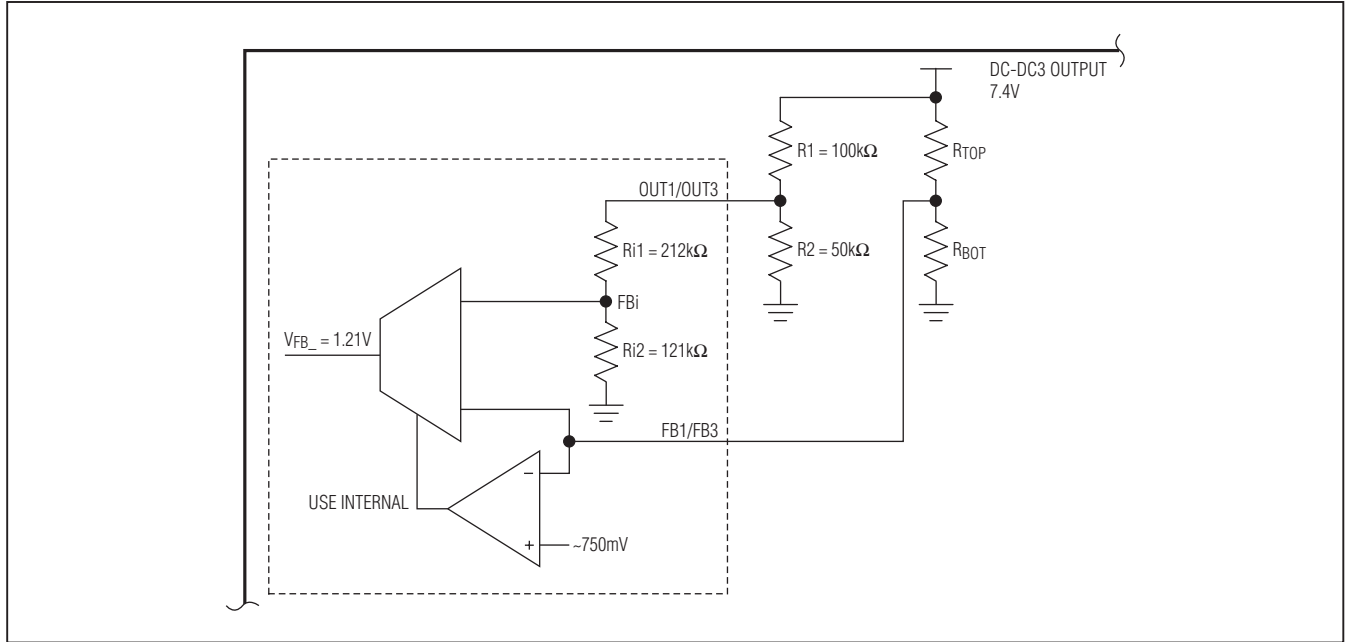 DC-DC3 OUTPUT
7.4V
R1 = 100kΩ
RTOP
OUT1/OUT3
Ri1 = 212kΩ
R2 = 50kΩ
RBOT
FBi
VFB_ = 1.21V
Ri2 = 121kΩ
FB1/FB3
−
USE INTERNAL
+
~750mV